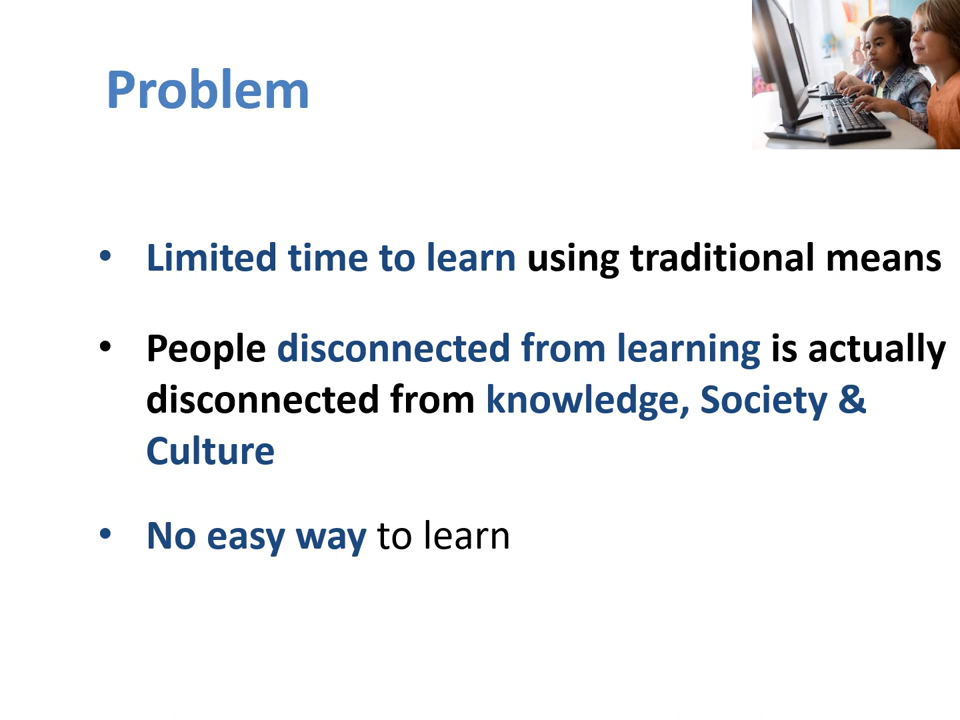 Problem
• Limited time to learn using traditional means
• People disconnected from learning is actually
disconnected from knowledge, Society &
Culture
• No easy way to learn